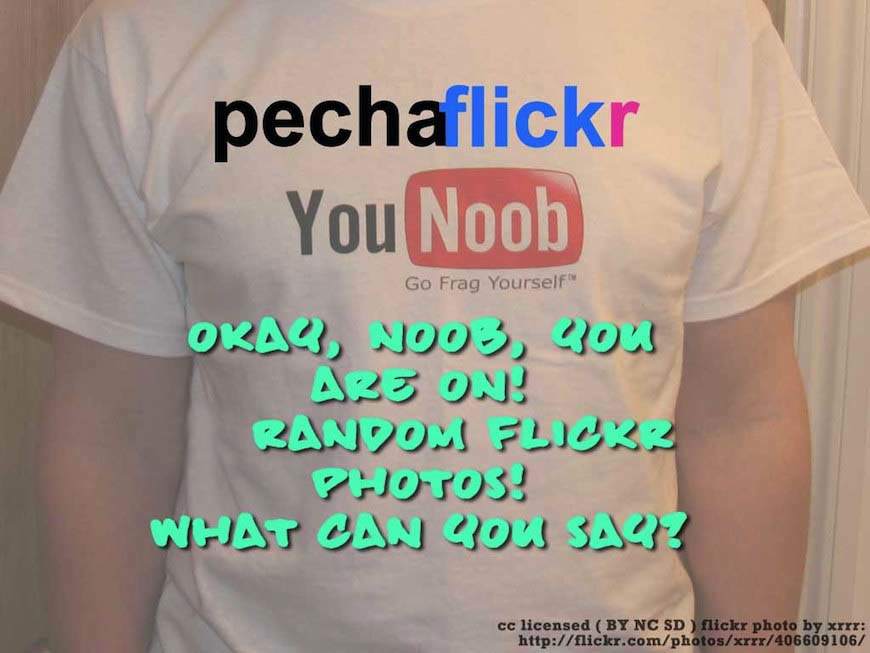 pechaflickr
You Noob
Go Frag Yourself™
OKAY, NOOB, YOU
ARE ON!
RANDOM FLICKR
PHOTOS!
WHAT CAN YOU SAY?
cc licensed ( BY NC SD ) flickr photo by xrrr:
http://flickr.com/photos/xrrr/406609106/